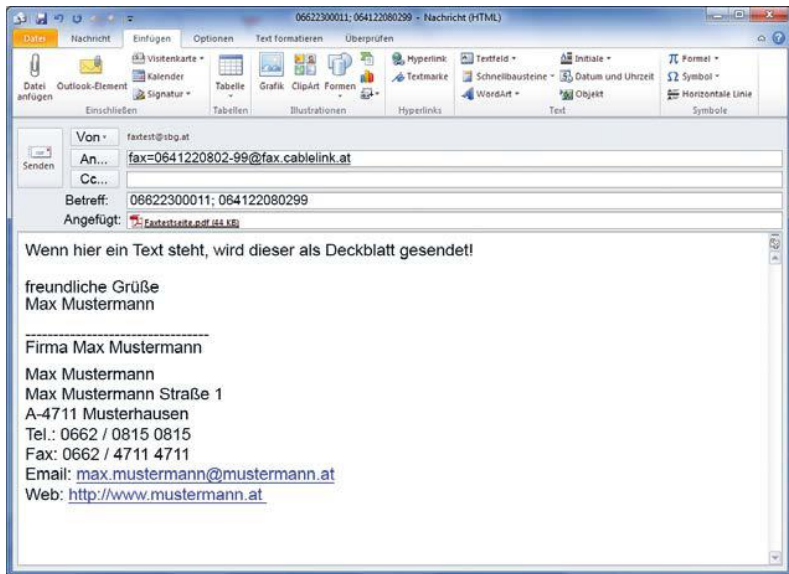 06622300011; 064122080299 - Nachricht (HTML)
Datei Nachricht Einfügen Optionen Text formatieren Überprüfen
Datei anfügen
Outlook-Element
Visitenkarte
Kalender
Signatur
Einschließen
Tabelle
Tabellen
Grafik
ClipArt
Formen
Illustrationen
Hyperlink
Textmarke
Hyperlinks
Textfeld
Schnellbausteine
WordArt
Initiale
Datum und Uhrzeit
Objekt
Text
Formel
Symbol
Horizontale Linie
Symbole
Senden
Von faxtest@sbg.at
An... fax=0641220802-99@fax.cablelink.at
Cc...
Betreff: 06622300011; 064122080299
Angefügt: Faxtestseite.pdf (44 KB)
Wenn hier ein Text steht, wird dieser als Deckblatt gesendet!
freundliche Grüße
Max Mustermann
---------------------------------
Firma Max Mustermann
Max Mustermann
Max Mustermann Straße 1
A-4711 Musterhausen
Tel.: 0662 / 0815 0815
Fax: 0662 / 4711 4711
Email: max.mustermann@mustermann.at
Web: http://www.mustermann.at